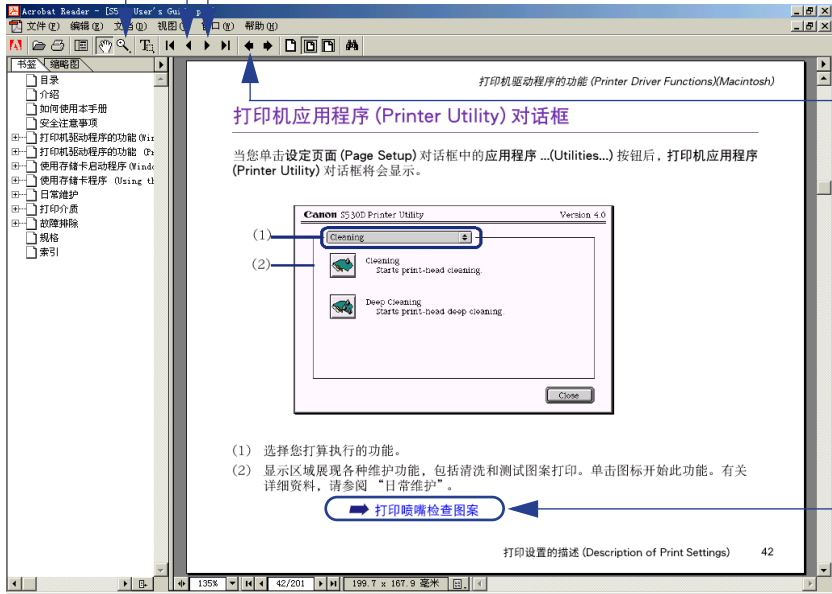 Acrobat Reader - [S5 User's Gui p
文件(F) 编辑(E) 文档(D) 视图 窗口(W) 帮助(H)
书签 缩略图
目录
介绍
如何使用本手册
安全注意事项
打印机驱动程序的功能(Win
打印机驱动程序的功能 (Pr
使用存储卡启动程序(Windo
使用存储卡程序 (Using th
日常维护
打印介质
故障排除
规格
索引
打印机驱动程序的功能 (Printer Driver Functions)(Macintosh)
打印机应用程序 (Printer Utility) 对话框
当您单击设定页面 (Page Setup) 对话框中的应用程序 ...(Utilities...) 按钮后，打印机应用程序
(Printer Utility) 对话框将会显示。
Canon S530D Printer Utility Version 4.0
(1) Cleaning
(2) Cleaning
Starts print-head cleaning.
Deep Cleaning
Starts print-head deep cleaning.
Close
(1) 选择您打算执行的功能。
(2) 显示区域展现各种维护功能，包括清洗和测试图案打印。单击图标开始此功能。有关
详细资料，请参阅 “日常维护”。
打印喷嘴检查图案
打印设置的描述 (Description of Print Settings) 42
135% 42/201 199.7 x 167.9 毫米